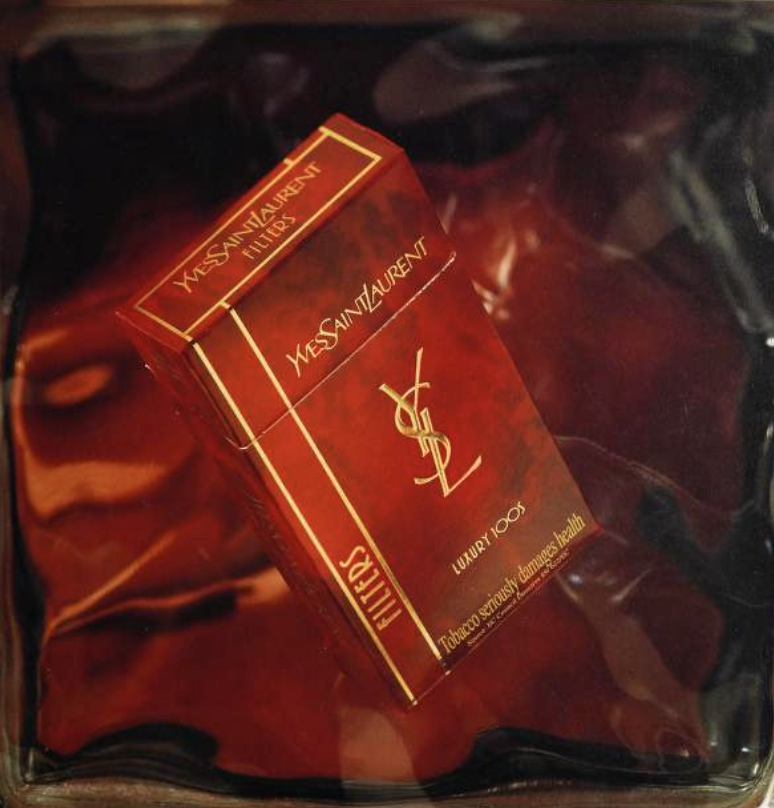 YVESSAINTLAURENT
FILTERS
YVESSAINTLAURENT
YSL
LUXURY 100S
FILTERS
Tobacco seriously damages health